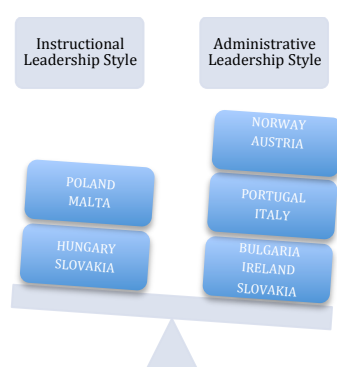 Instructional
Leadership Style
Administrative
Leadership Style
POLAND
MALTA
HUNGARY
SLOVAKIA
NORWAY
AUSTRIA
PORTUGAL
ITALY
BULGARIA
IRELAND
SLOVAKIA